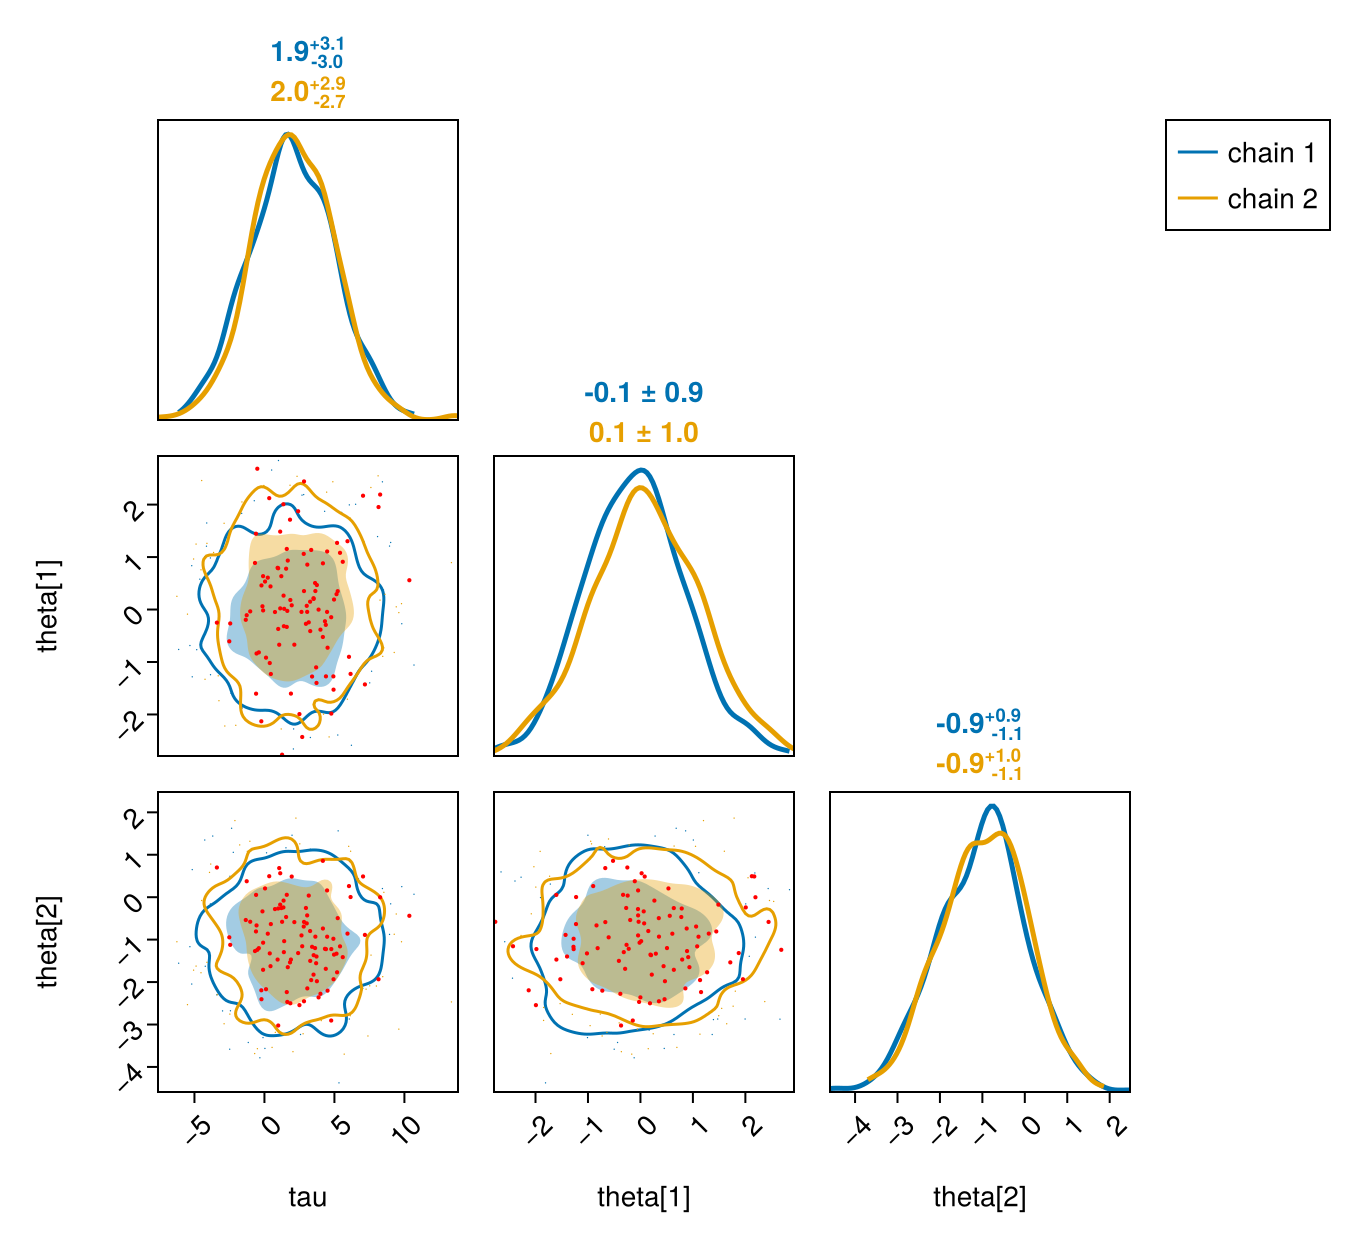 1.9+3.1 -3.0
2.0+2.9 -2.7
chain 1
chain 2
-0.1 ± 0.9
0.1 ± 1.0
theta[1]
2
1
0
−1
−2
-0.9+0.9 -1.1
-0.9+1.0 -1.1
theta[2]
2
1
0
−1
−2
−3
−4
−5 0 5 10
−2 −1 0 1 2
−4 −3 −2 −1 0 1 2
tau
theta[1]
theta[2]